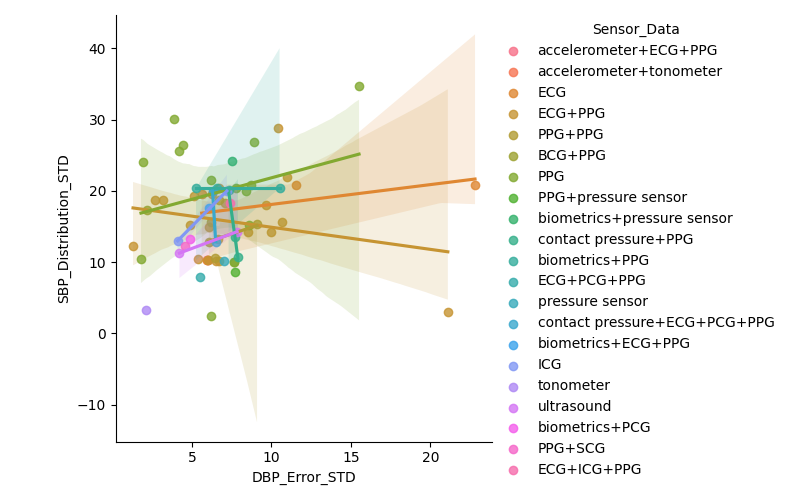 Sensor_Data
accelerometer+ECG+PPG
accelerometer+tonometer
ECG
ECG+PPG
PPG+PPG
BCG+PPG
PPG
PPG+pressure sensor
biometrics+pressure sensor
contact pressure+PPG
biometrics+PPG
ECG+PCG+PPG
pressure sensor
contact pressure+ECG+PCG+PPG
biometrics+ECG+PPG
ICG
tonometer
ultrasound
biometrics+PCG
PPG+SCG
ECG+ICG+PPG
SBP_Distribution_STD
40
30
20
10
0
−10
5 10 15 20
DBP_Error_STD